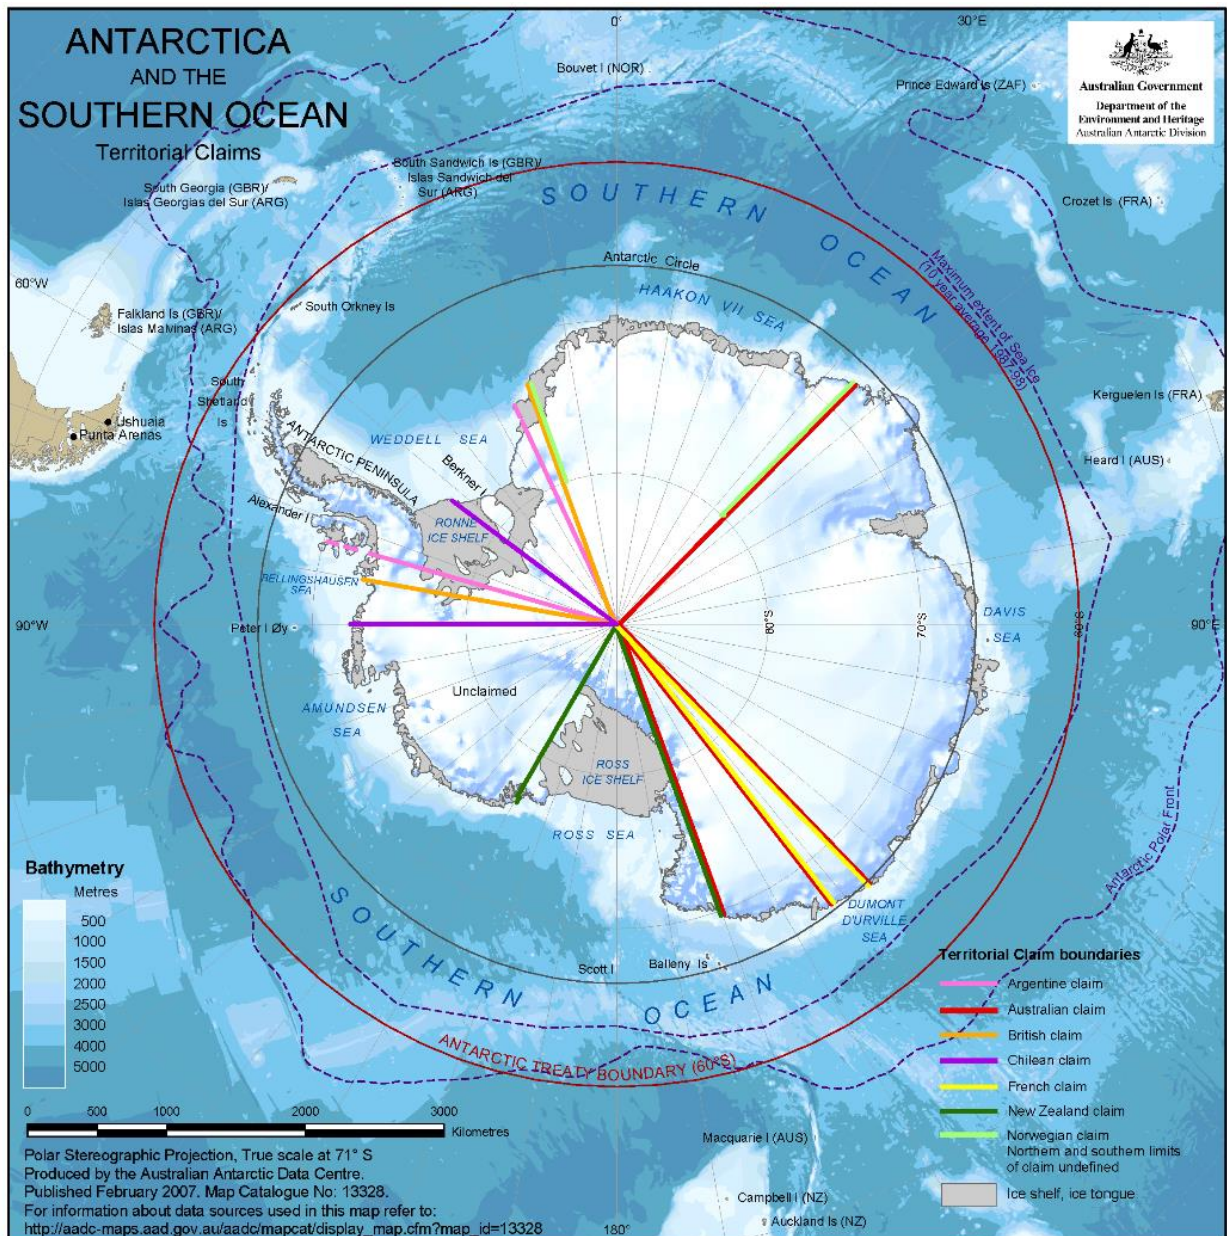 ANTARCTICA
AND THE
SOUTHERN OCEAN
Territorial Claims
0°
30°E
Australian Government
Department of the
Environment and Heritage
Australian Antarctic Division
Bouvet I (NOR)
Prince Edward Is (ZAF)
South Sandwich Is (GBR)/
Islas Sandwich del
Sur (ARG)
South Georgia (GBR)/
Islas Georgias del Sur (ARG)
Crozet Is (FRA)
SOUTHERN OCEAN
Antarctic Circle
HAAKON VII SEA
Maximum extent of Sea Ice
(10 year average 1987-98)
60°W
Falkland Is (GBR)/
Islas Malvinas (ARG)
South Orkney Is
South
Shetland
Is
Ushuaia
Punta Arenas
Kerguelen Is (FRA)
Heard I (AUS)
WEDDELL SEA
ANTARCTIC PENINSULA
Berkner I
Alexander I
RONNE
ICE SHELF
BELLINGSHAUSEN
SEA
90°W
Peter I Øy
80°S
70°S
60°S
DAVIS
SEA
90°E
Unclaimed
AMUNDSEN
SEA
ROSS
ICE SHELF
ROSS SEA
Antarctic Polar Front
DUMONT
D'URVILLE
SEA
Scott I
Balleny Is
SOUTHERN OCEAN
ANTARCTIC TREATY BOUNDARY (60°S)
Bathymetry
Metres
500
1000
1500
2000
2500
3000
4000
5000
Territorial Claim boundaries
Argentine claim
Australian claim
British claim
Chilean claim
French claim
New Zealand claim
Norwegian claim
Northern and southern limits
of claim undefined
Ice shelf, ice tongue
0 500 1000 2000 3000
Kilometres
Macquarie I (AUS)
Campbell I (NZ)
Auckland Is (NZ)
180°
Polar Stereographic Projection, True scale at 71° S
Produced by the Australian Antarctic Data Centre.
Published February 2007. Map Catalogue No: 13328.
For information about data sources used in this map refer to:
http://aadc-maps.aad.gov.au/aadc/mapcat/display_map.cfm?map_id=13328